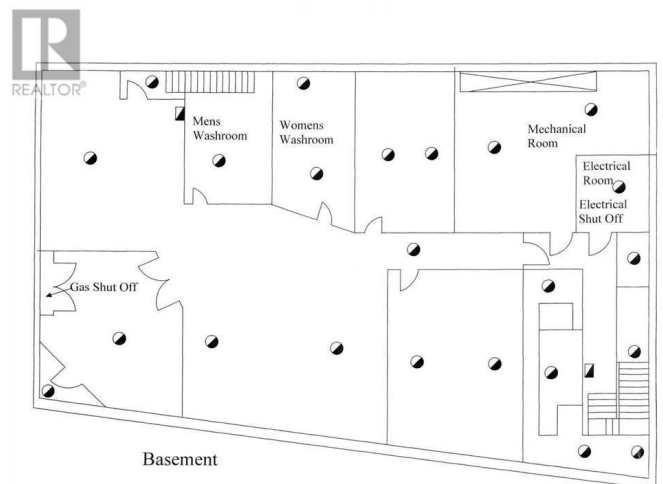 R
REALTOR®
Mens
Washroom
Womens
Washroom
Mechanical
Room
Electrical
Room
Electrical
Shut Off
Gas Shut Off
Basement